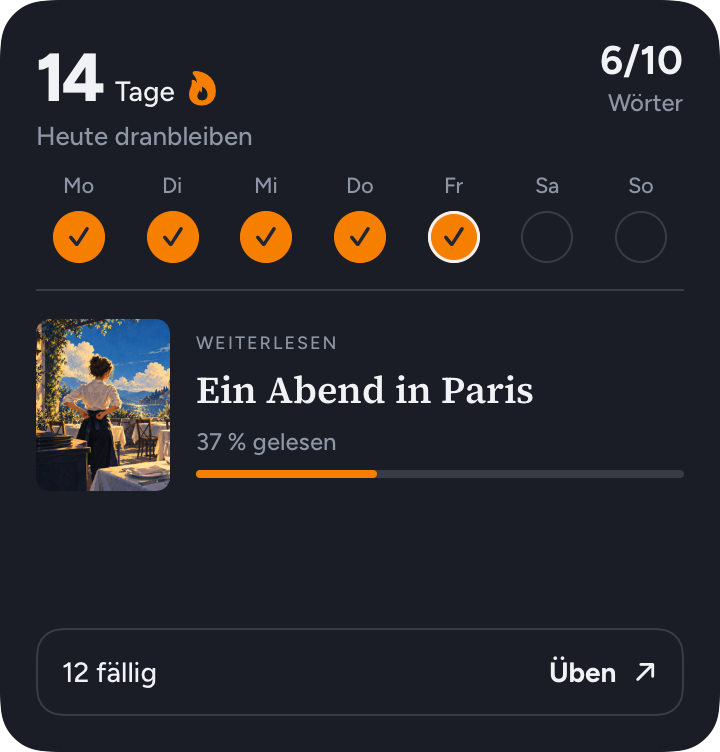 14 Tage
6/10
Wörter
Heute dranbleiben
Mo Di Mi Do Fr Sa So
WEITERLESEN
Ein Abend in Paris
37 % gelesen
12 fällig
Üben